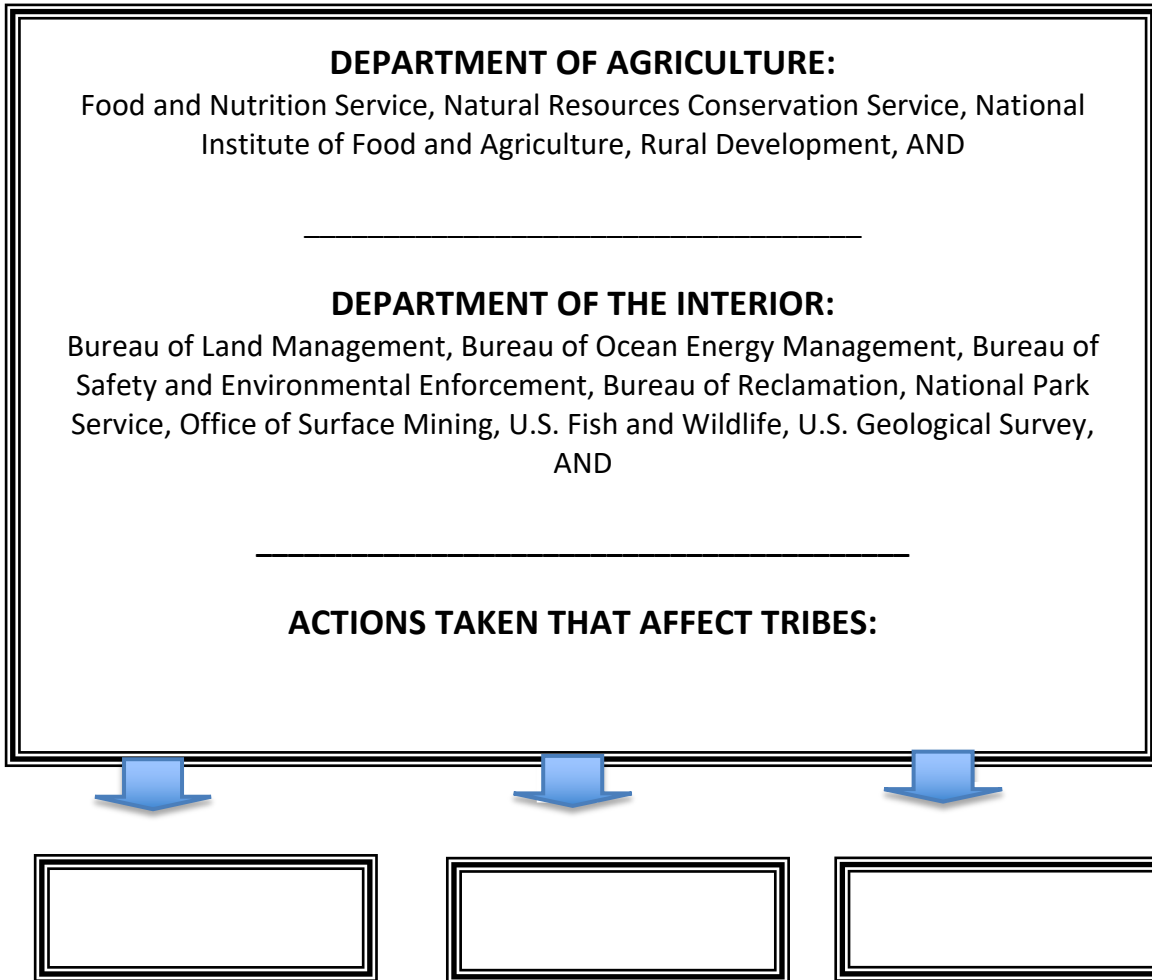 DEPARTMENT OF AGRICULTURE:
Food and Nutrition Service, Natural Resources Conservation Service, National
Institute of Food and Agriculture, Rural Development, AND
___________________________________
DEPARTMENT OF THE INTERIOR:
Bureau of Land Management, Bureau of Ocean Energy Management, Bureau of
Safety and Environmental Enforcement, Bureau of Reclamation, National Park
Service, Office of Surface Mining, U.S. Fish and Wildlife, U.S. Geological Survey,
AND
_________________________________________
ACTIONS TAKEN THAT AFFECT TRIBES: